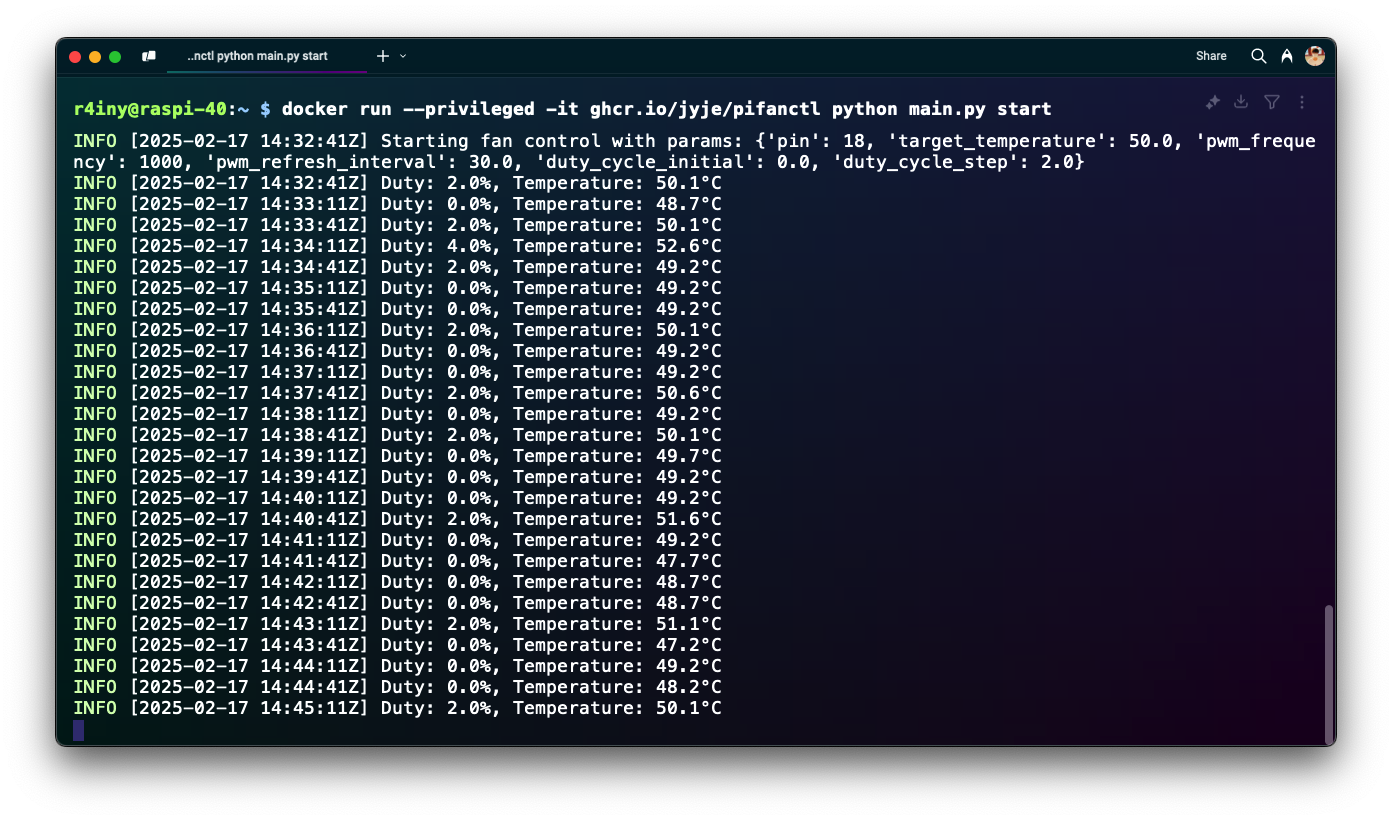 ..nctl python main.py start
Share
r4iny@raspi-40:~ $ docker run --privileged -it ghcr.io/jyje/pifanctl python main.py start
INFO [2025-02-17 14:32:41Z] Starting fan control with params: {'pin': 18, 'target_temperature': 50.0, 'pwm_freque
ncy': 1000, 'pwm_refresh_interval': 30.0, 'duty_cycle_initial': 0.0, 'duty_cycle_step': 2.0}
INFO [2025-02-17 14:32:41Z] Duty: 2.0%, Temperature: 50.1°C
INFO [2025-02-17 14:33:11Z] Duty: 0.0%, Temperature: 48.7°C
INFO [2025-02-17 14:33:41Z] Duty: 2.0%, Temperature: 50.1°C
INFO [2025-02-17 14:34:11Z] Duty: 4.0%, Temperature: 52.6°C
INFO [2025-02-17 14:34:41Z] Duty: 2.0%, Temperature: 49.2°C
INFO [2025-02-17 14:35:11Z] Duty: 0.0%, Temperature: 49.2°C
INFO [2025-02-17 14:35:41Z] Duty: 0.0%, Temperature: 49.2°C
INFO [2025-02-17 14:36:11Z] Duty: 2.0%, Temperature: 50.1°C
INFO [2025-02-17 14:36:41Z] Duty: 0.0%, Temperature: 49.2°C
INFO [2025-02-17 14:37:11Z] Duty: 0.0%, Temperature: 49.2°C
INFO [2025-02-17 14:37:41Z] Duty: 2.0%, Temperature: 50.6°C
INFO [2025-02-17 14:38:11Z] Duty: 0.0%, Temperature: 49.2°C
INFO [2025-02-17 14:38:41Z] Duty: 2.0%, Temperature: 50.1°C
INFO [2025-02-17 14:39:11Z] Duty: 0.0%, Temperature: 49.7°C
INFO [2025-02-17 14:39:41Z] Duty: 0.0%, Temperature: 49.2°C
INFO [2025-02-17 14:40:11Z] Duty: 0.0%, Temperature: 49.2°C
INFO [2025-02-17 14:40:41Z] Duty: 2.0%, Temperature: 51.6°C
INFO [2025-02-17 14:41:11Z] Duty: 0.0%, Temperature: 49.2°C
INFO [2025-02-17 14:41:41Z] Duty: 0.0%, Temperature: 47.7°C
INFO [2025-02-17 14:42:11Z] Duty: 0.0%, Temperature: 48.7°C
INFO [2025-02-17 14:42:41Z] Duty: 0.0%, Temperature: 48.7°C
INFO [2025-02-17 14:43:11Z] Duty: 2.0%, Temperature: 51.1°C
INFO [2025-02-17 14:43:41Z] Duty: 0.0%, Temperature: 47.2°C
INFO [2025-02-17 14:44:11Z] Duty: 0.0%, Temperature: 49.2°C
INFO [2025-02-17 14:44:41Z] Duty: 0.0%, Temperature: 48.2°C
INFO [2025-02-17 14:45:11Z] Duty: 2.0%, Temperature: 50.1°C